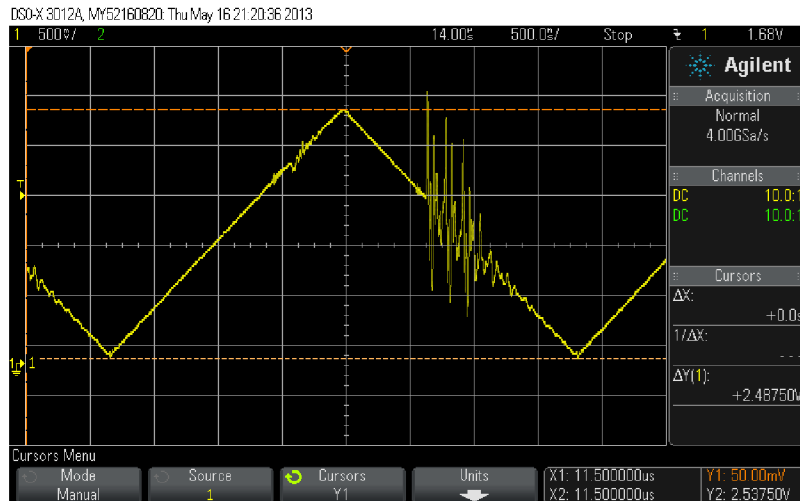 DSO-X 3012A, MY52160820: Thu May 16 21:20:36 2013
1 500V/ 2 14.00s 500.0s/ Stop 1 1.68V
Agilent
Acquisition
Normal
4.00GSa/s
Channels
DC 10.0:1
DC 10.0:1
Cursors
ΔX:
+0.0s
1/ΔX:
---
ΔY(1):
+2.48750V
T
1 1
Cursors Menu
Mode
Manual
Source
1
Cursors
Y1
Units
X1: 11.500000us
X2: 11.500000us
Y1: 50.00mV
Y2: 2.53750V